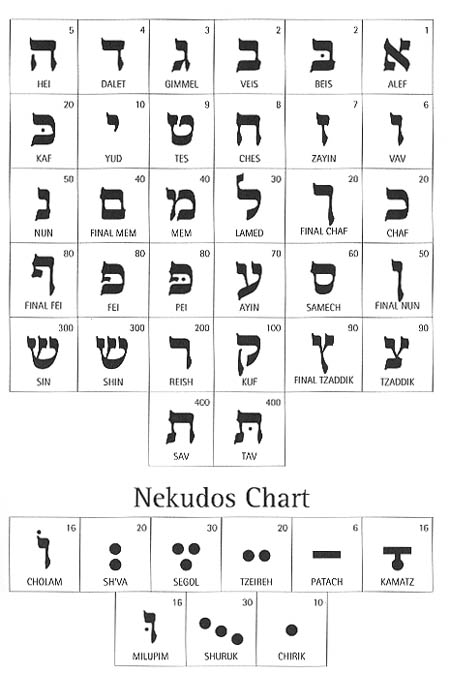 5 4 3 2 2 1
א בּ ב ג ד ה
HEI DALET GIMMEL VEIS BEIS ALEF
20 10 9 8 7 6
ו ז ח ט י כּ
KAF YUD TES CHES ZAYIN VAV
50 40 40 30 20 20
כ ך ל מ ם נ
NUN FINAL MEM MEM LAMED FINAL CHAF CHAF
80 80 80 70 60 50
ן ס ע פּ פ ף
FINAL FEI FEI PEI AYIN SAMECH FINAL NUN
300 300 200 100 90 90
צ ץ ק ר שׁ שׂ
SIN SHIN REISH KUF FINAL TZADDIK TZADDIK
400 400
תּ ת
SAV TAV
Nekudos Chart
16 20 30 20 6 16
וֹ
CHOLAM SH'VA SEGOL TZEIREH PATACH KAMATZ
16 30 10
וּ
MILUPIM SHURUK CHIRIK